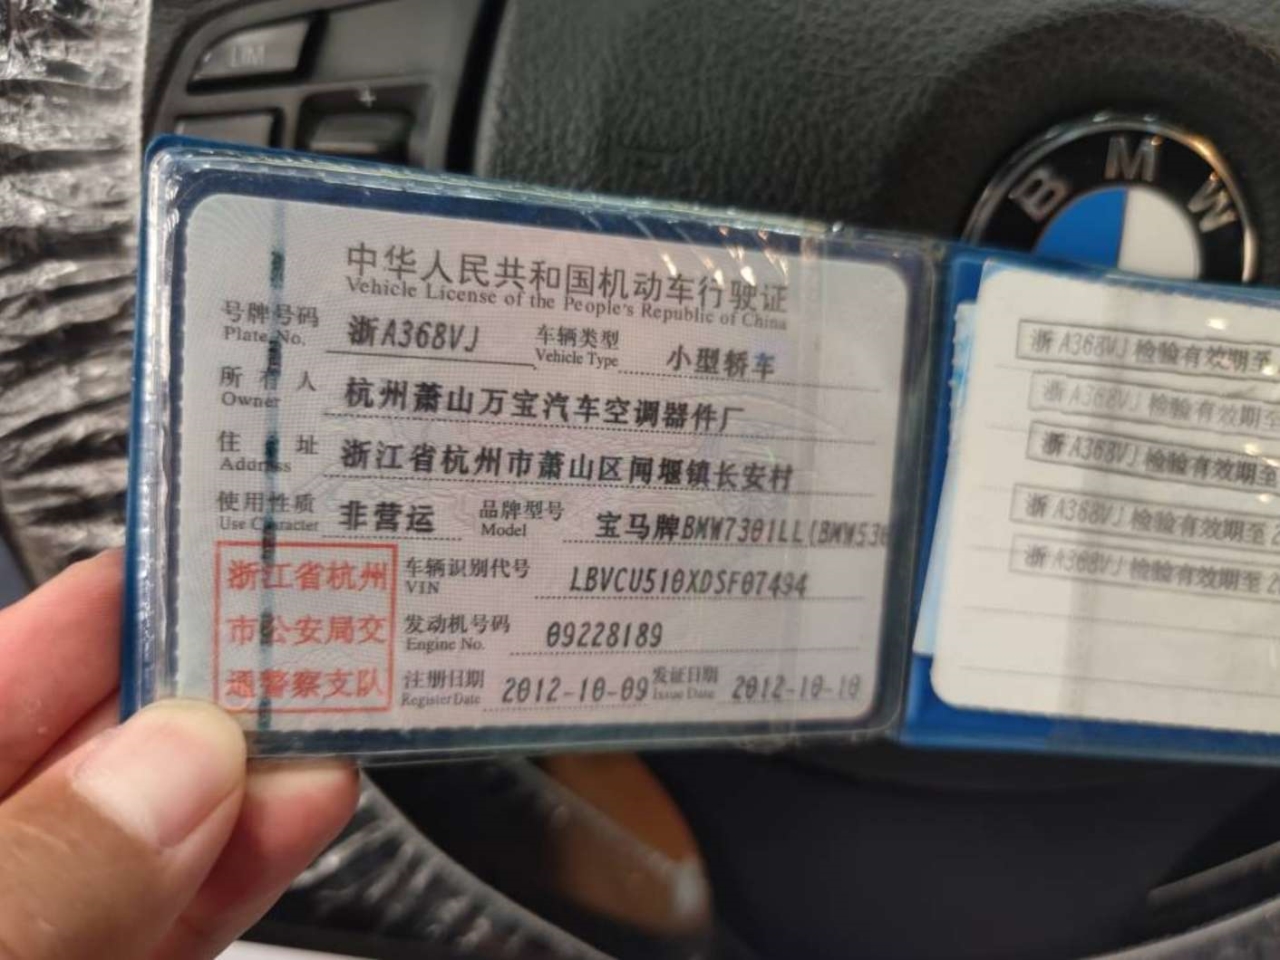 LIM
+
BMW
中华人民共和国机动车行驶证
Vehicle License of the People's Republic of China
号牌号码 浙A368VJ 车辆类型 小型轿车
Plate No. Vehicle Type
所有人 杭州萧山万宝汽车空调器件厂
Owner
住址 浙江省杭州市萧山区闻堰镇长安村
Address
使用性质 非营运 品牌型号 宝马牌BMW7301LL(BMW53
Use Character Model
浙江省杭州
市公安局交
通警察支队
车辆识别代号 LBVCU510XDSF07494
VIN
发动机号码 09228189
Engine No.
注册日期 2012-10-09 发证日期 2012-10-10
Register Date Issue Date
浙A368VJ检验有效期至
浙A368VJ检验有效期至
浙A368VJ检验有效期至
浙A368VJ检验有效期至 2
浙A368VJ检验有效期至 2